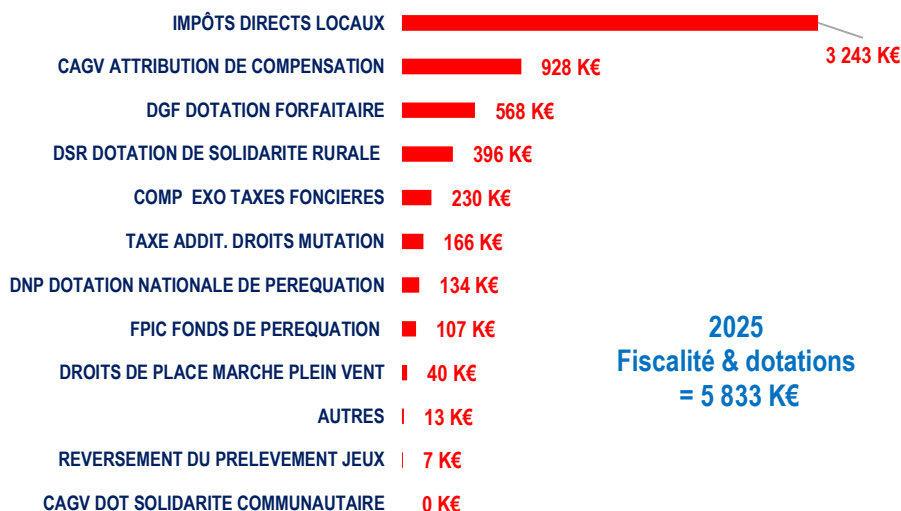 IMPÔTS DIRECTS LOCAUX
3 243 K€
CAGV ATTRIBUTION DE COMPENSATION 928 K€
DGF DOTATION FORFAITAIRE 568 K€
DSR DOTATION DE SOLIDARITE RURALE 396 K€
COMP EXO TAXES FONCIERES 230 K€
TAXE ADDIT. DROITS MUTATION 166 K€
DNP DOTATION NATIONALE DE PEREQUATION 134 K€
FPIC FONDS DE PEREQUATION 107 K€
DROITS DE PLACE MARCHE PLEIN VENT 40 K€
AUTRES 13 K€
REVERSEMENT DU PRELEVEMENT JEUX 7 K€
CAGV DOT SOLIDARITE COMMUNAUTAIRE 0 K€
2025
Fiscalité & dotations
= 5 833 K€